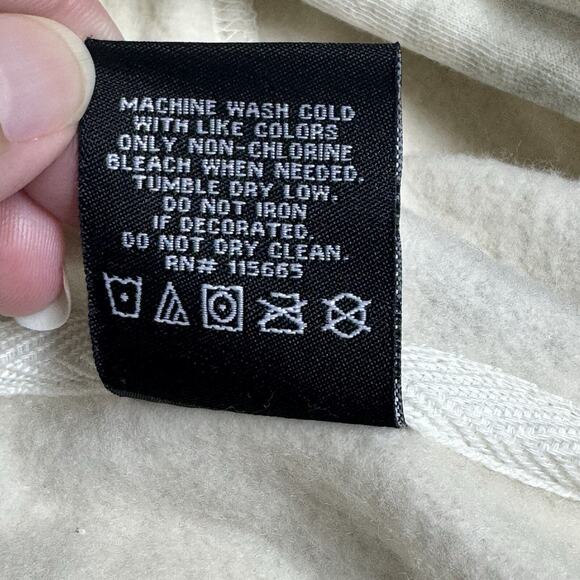 MACHINE WASH COLD
WITH LIKE COLORS
ONLY NON-CHLORINE
BLEACH WHEN NEEDED.
TUMBLE DRY LOW.
DO NOT IRON
IF DECORATED.
DO NOT DRY CLEAN.
RN# 115665